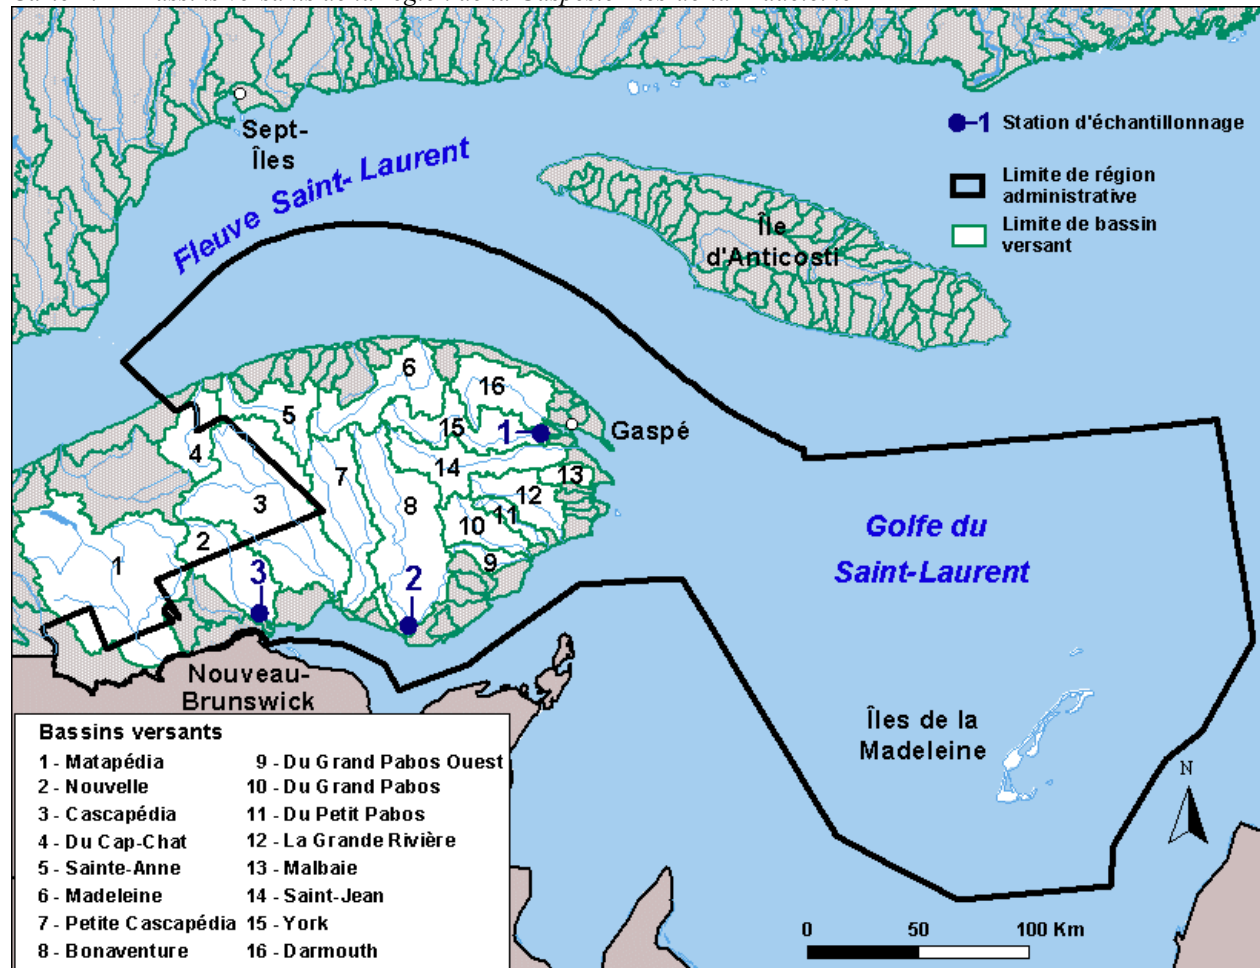 Sept-
Îles
Fleuve Saint-Laurent
1 Station d'échantillonnage
Limite de région
administrative
Limite de bassin
versant
Île
d'Anticosti
6
16
5
15
1
Gaspé
4
14
13
7
12
3
8
11
10
2
9
1
3
2
Golfe du
Saint-Laurent
Nouveau-
Brunswick
Îles de la
Madeleine
N
Bassins versants
1 - Matapédia
2 - Nouvelle
3 - Cascapédia
4 - Du Cap-Chat
5 - Sainte-Anne
6 - Madeleine
7 - Petite Cascapédia
8 - Bonaventure
9 - Du Grand Pabos Ouest
10 - Du Grand Pabos
11 - Du Petit Pabos
12 - La Grande Rivière
13 - Malbaie
14 - Saint-Jean
15 - York
16 - Darmouth
0 50 100 Km